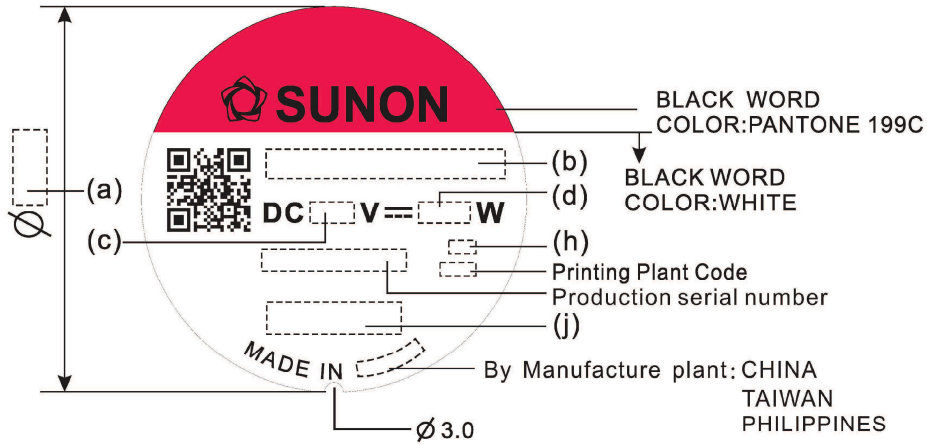 SUNON
BLACK WORD
COLOR:PANTONE 199C
(b)
BLACK WORD
COLOR:WHITE
(a)
(d)
DC V W
Ø
(c)
(h)
Printing Plant Code
Production serial number
(j)
MADE IN
By Manufacture plant: CHINA
TAIWAN
PHILIPPINES
Ø 3.0